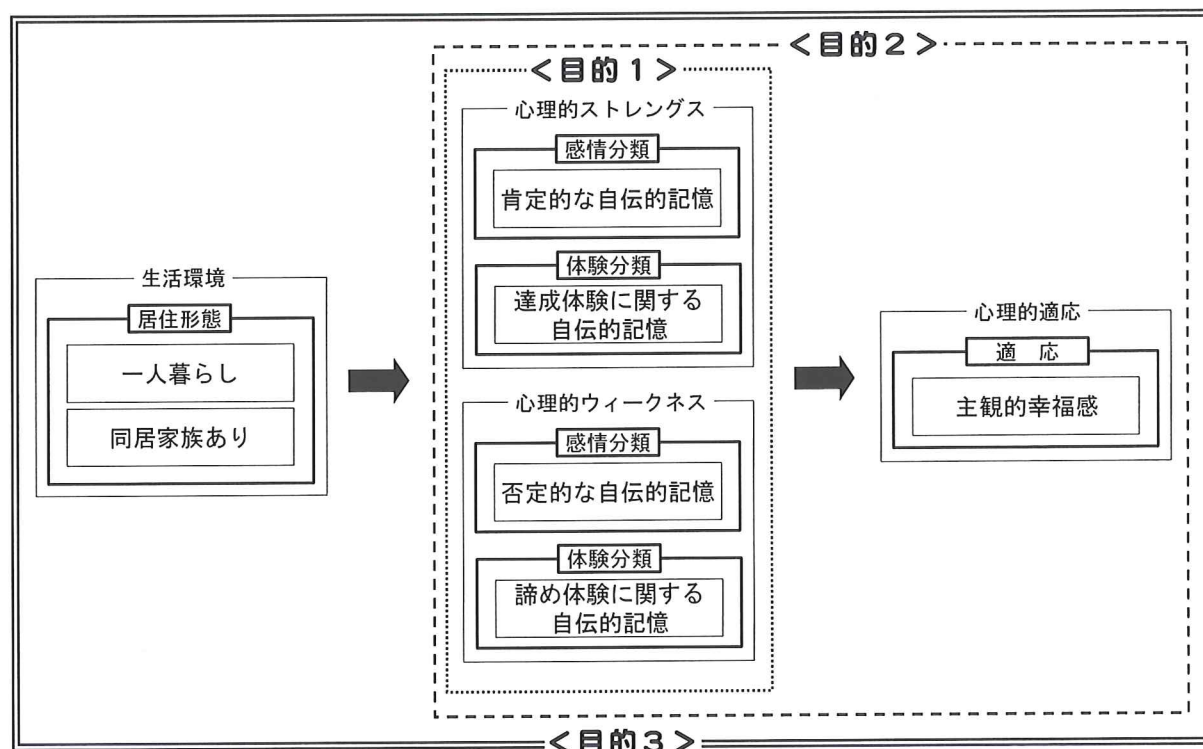 ＜目的２＞
＜目的１＞
心理的ストレングス
感情分類
肯定的な自伝的記憶
体験分類
達成体験に関する
自伝的記憶
生活環境
居住形態
一人暮らし
同居家族あり
心理的ウィークネス
感情分類
否定的な自伝的記憶
体験分類
諦め体験に関する
自伝的記憶
心理的適応
適　応
主観的幸福感
＜目的３＞